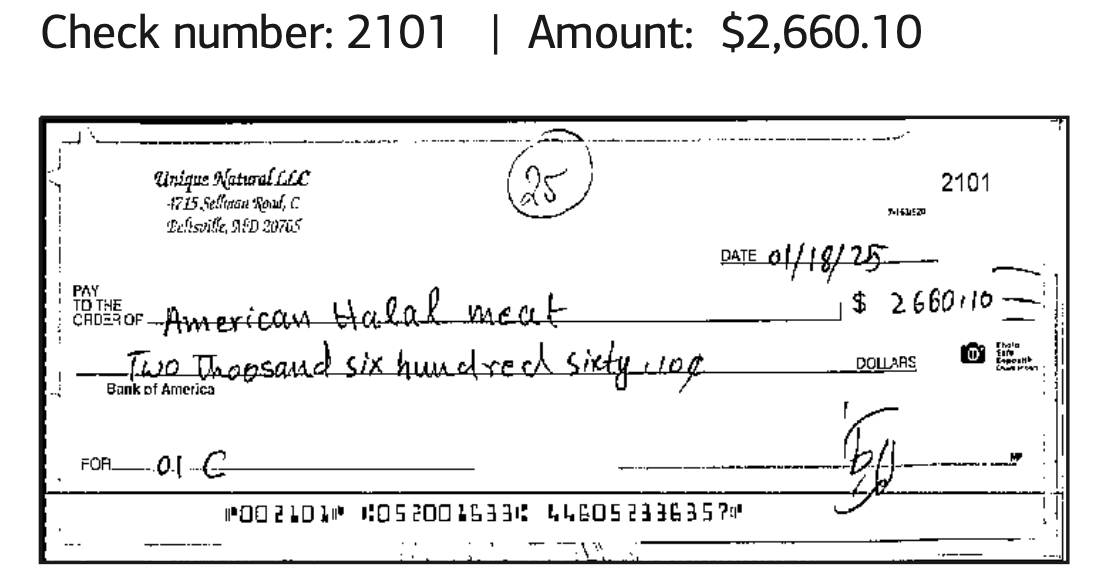 Check number: 2101 | Amount: $2,660.10
25
Unique Natural LLC
4715 Sellman Road, C
Beltsville, MD 20705
2101
DATE 01/18/25
PAY TO THE ORDER OF American Halal meat $ 2660.10
Two Thoosand six hundred sixty .10¢ DOLLARS
Photo Safe Deposit
Bank of America
FOR 01 C
MP
⑈002101⑈ ⑆052001633⑆ 446052336357⑈